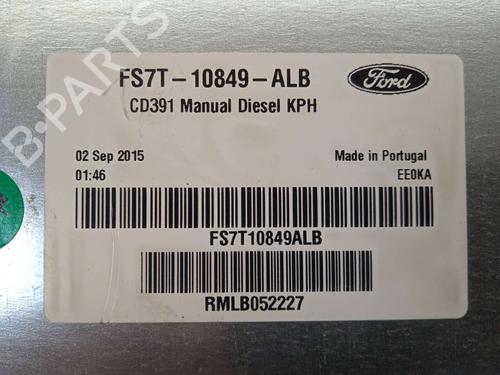 FS7T-10849-ALB
Ford
CD391 Manual Diesel KPH
02 Sep 2015
Made in Portugal
01:46
EE0KA
FS7T10849ALB
RMLB052227
B-PARTS